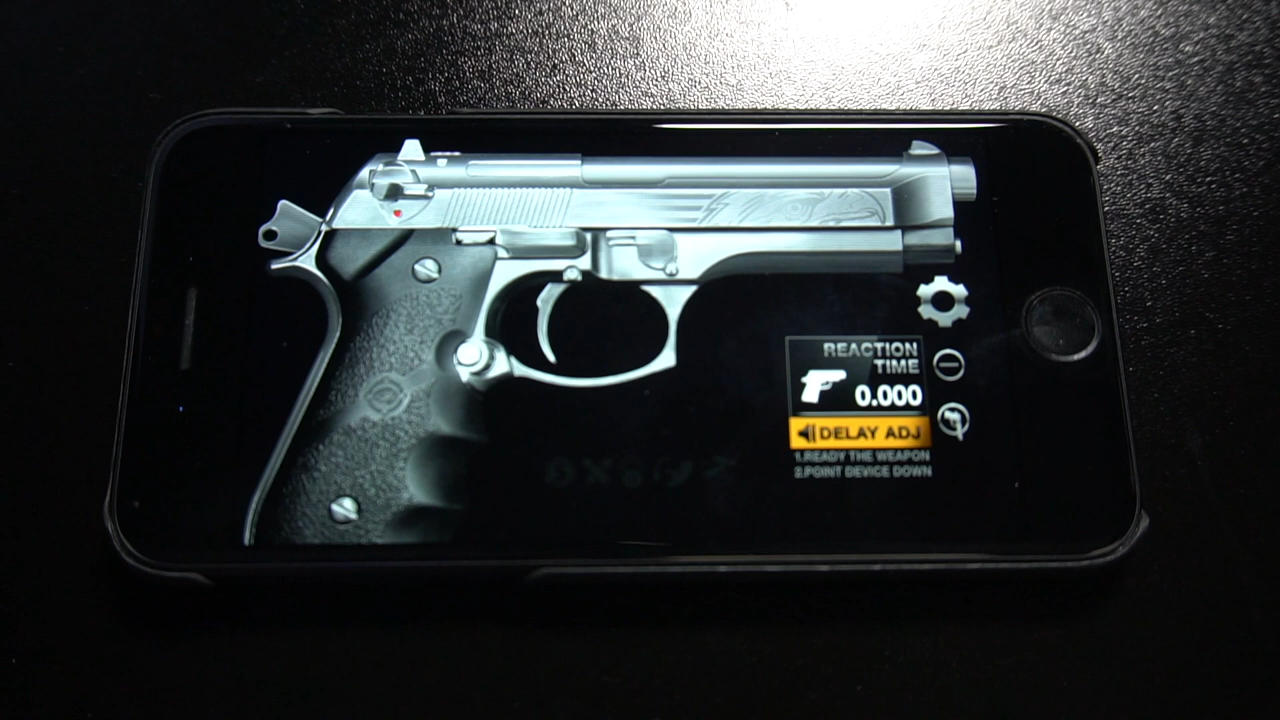 REACTION
TIME
0.000
DELAY ADJ
1.READY THE WEAPON
2.POINT DEVICE DOWN